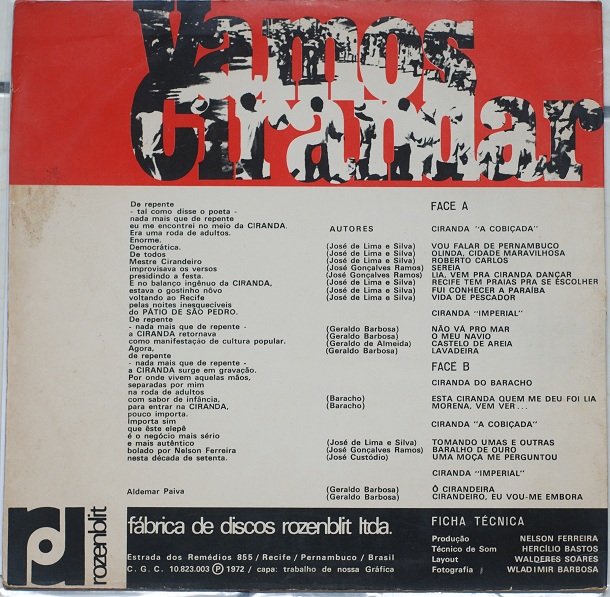 Vamos
Cirandar
De repente
- tal como disse o poeta -
nada mais que de repente
eu me encontrei no meio da CIRANDA.
Era uma roda de adultos.
Enorme.
Democrática.
De todos
Mestre Cirandeiro
improvisava os versos
presidindo a festa.
E no balanço ingênuo da CIRANDA,
estava o gostinho nôvo
voltando ao Recife
pelas noites inesquecíveis
do PÁTIO DE SÃO PEDRO.
De repente
- nada mais que de repente -
a CIRANDA retornava
como manifestação de cultura popular.
Agora,
de repente
- nada mais que de repente -
a CIRANDA surge em gravação.
Por onde vivem aquelas mãos,
separadas por mim
na roda de adultos
com sabor de infância,
para entrar na CIRANDA,
pouco importa.
Importa sim
que êste elepê
é o negócio mais sério
e mais autêntico
bolado por Nelson Ferreira
nesta década de setenta.
Aldemar Paiva
FACE A
AUTORES CIRANDA "A COBIÇADA"
(José de Lima e Silva) VOU FALAR DE PERNAMBUCO
(José de Lima e Silva) OLINDA, CIDADE MARAVILHOSA
(José de Lima e Silva) ROBERTO CARLOS
(José Gonçalves Ramos) SEREIA
(José Gonçalves Ramos) LIA, VEM PRA CIRANDA DANÇAR
(José de Lima e Silva) RECIFE TEM PRAIAS PRA SE ESCOLHER
(José de Lima e Silva) FUI CONHECER A PARAÍBA
(José de Lima e Silva) VIDA DE PESCADOR
CIRANDA "IMPERIAL"
(Geraldo Barbosa) NÃO VÁ PRO MAR
(Geraldo Barbosa) O MEU NAVIO
(Geraldo de Almeida) CASTELO DE AREIA
(Geraldo Barbosa) LAVADEIRA
FACE B
CIRANDA DO BARACHO
(Baracho) ESTA CIRANDA QUEM ME DEU FOI LIA
(Baracho) MORENA, VEM VER...
CIRANDA "A COBIÇADA"
(José de Lima e Silva) TOMANDO UMAS E OUTRAS
(José Gonçalves Ramos) BARALHO DE OURO
(José Custódio) UMA MOÇA ME PERGUNTOU
CIRANDA "IMPERIAL"
(Geraldo Barbosa) Ô CIRANDEIRA
(Geraldo Barbosa) CIRANDEIRO, EU VOU-ME EMBORA
rozenblit
fábrica de discos rozenblit ltda.
Estrada dos Remédios 855 / Recife / Pernambuco / Brasil
C. G. C. 10.823.003 Ⓟ 1972 / capa: trabalho de nossa Gráfica
FICHA TÉCNICA
Produção NELSON FERREIRA
Técnico de Som HERCÍLIO BASTOS
Layout WALDERES SOARES
Fotografia WLADIMIR BARBOSA